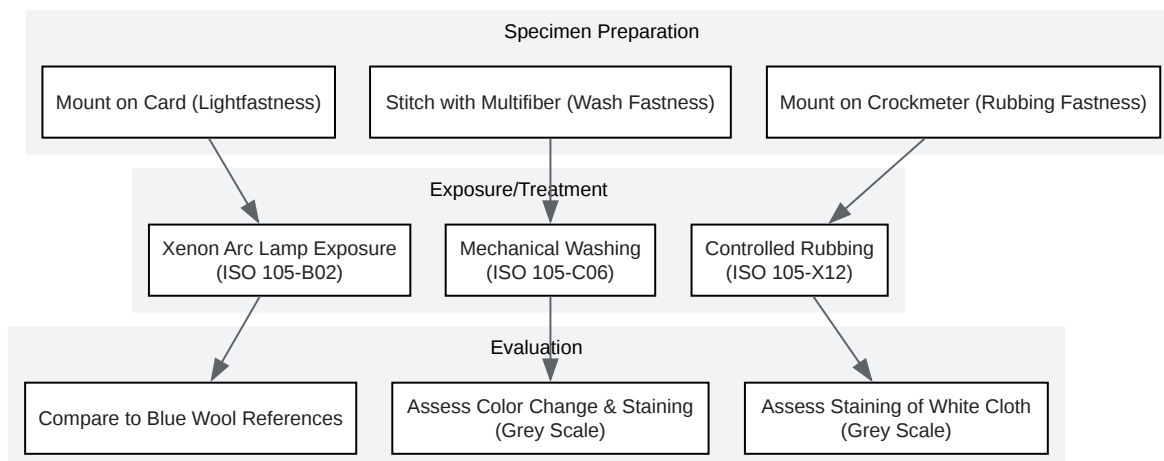 Specimen Preparation
Mount on Card (Lightfastness)
Stitch with Multifiber (Wash Fastness)
Mount on Crockmeter (Rubbing Fastness)
Exposure/Treatment
Xenon Arc Lamp Exposure
(ISO 105-B02)
Mechanical Washing
(ISO 105-C06)
Controlled Rubbing
(ISO 105-X12)
Evaluation
Compare to Blue Wool References
Assess Color Change & Staining
(Grey Scale)
Assess Staining of White Cloth
(Grey Scale)